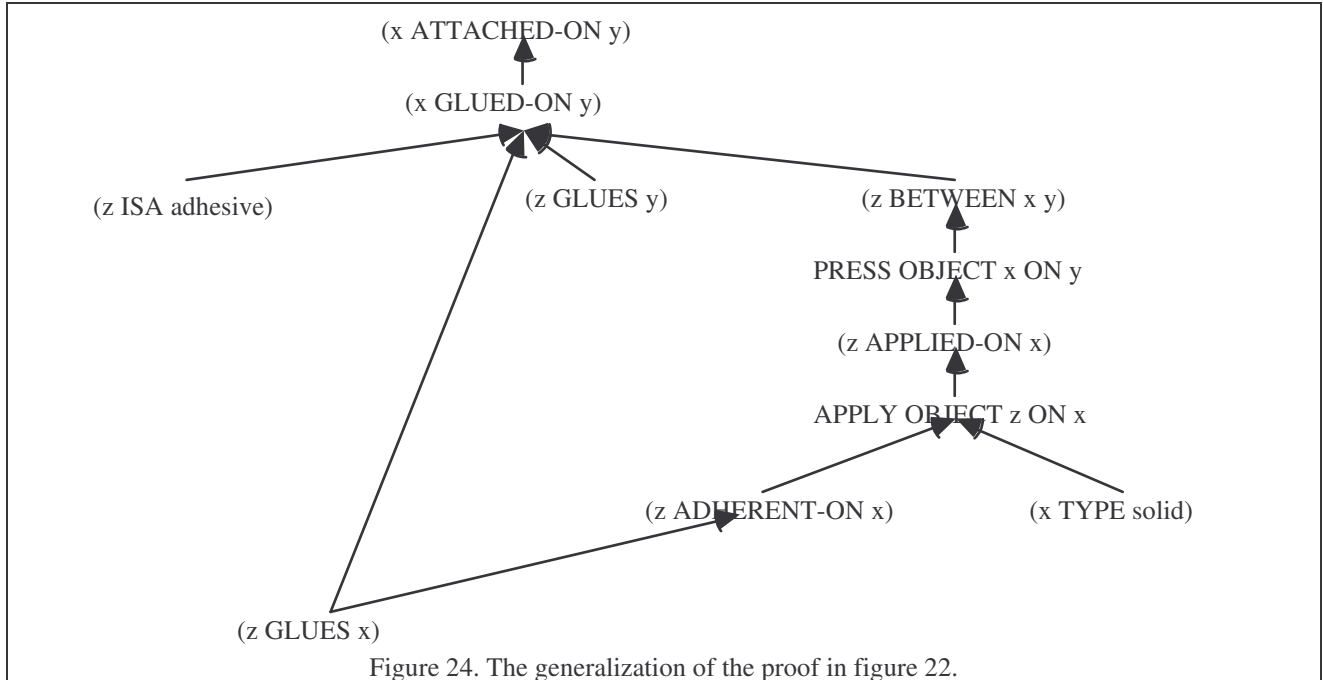 (x ATTACHED-ON y)
(x GLUED-ON y)
(z ISA adhesive)
(z GLUES y)
(z BETWEEN x y)
PRESS OBJECT x ON y
(z APPLIED-ON x)
APPLY OBJECT z ON x
(z ADHERENT-ON x)
(x TYPE solid)
(z GLUES x)
Figure 24. The generalization of the proof in figure 22.